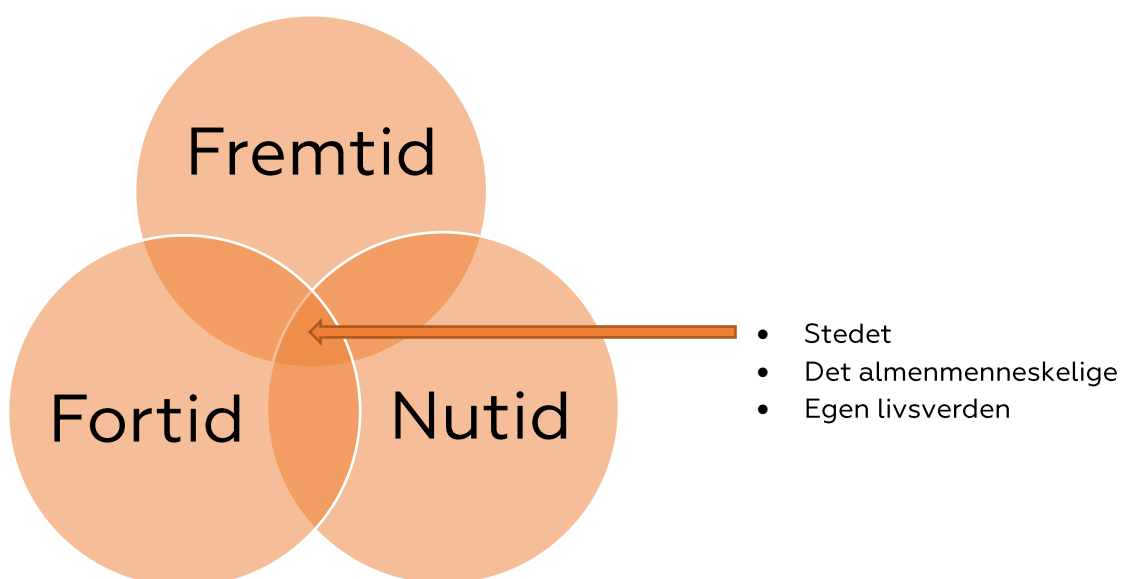 Fremtid
Fortid
Nutid
• Stedet
• Det almenmenneskelige
• Egen livsverden